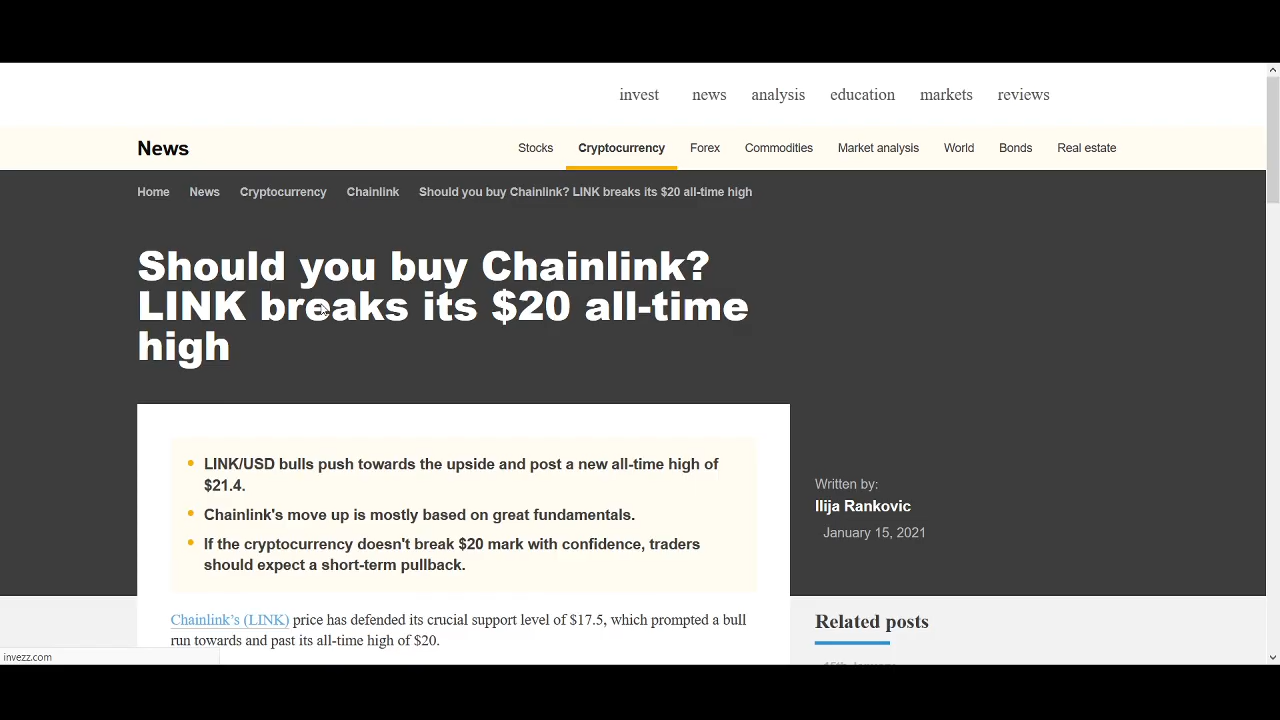 invest news analysis education markets reviews
News Stocks Cryptocurrency Forex Commodities Market analysis World Bonds Real estate
Home News Cryptocurrency Chainlink Should you buy Chainlink? LINK breaks its $20 all-time high
Should you buy Chainlink?
LINK breaks its $20 all-time
high
LINK/USD bulls push towards the upside and post a new all-time high of
$21.4.
Chainlink's move up is mostly based on great fundamentals.
If the cryptocurrency doesn't break $20 mark with confidence, traders
should expect a short-term pullback.
Written by:
Ilija Rankovic
January 15, 2021
Chainlink's (LINK) price has defended its crucial support level of $17.5, which prompted a bull
run towards and past its all-time high of $20.
Related posts
invezz.com